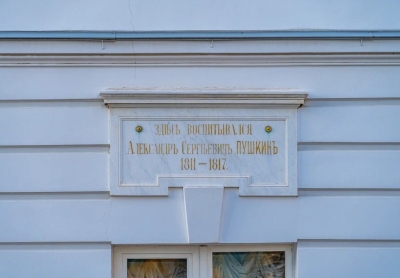 ЗДѢСЬ ВОСПИТЫВАЛСЯ
АЛЕКСАНДРЪ СЕРГѢЕВИЧЪ ПУШКИНЪ
1811—1817.